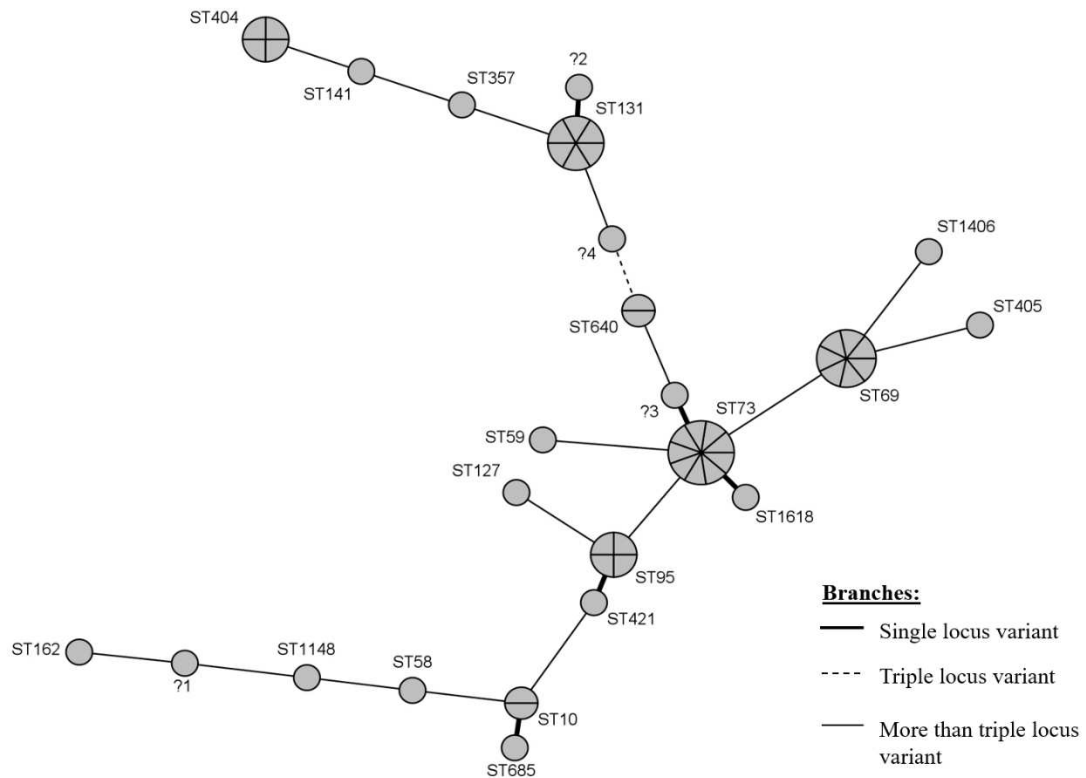 ST404
?2
ST357
ST141
ST131
?4
ST1406
ST405
ST640
ST69
?3
ST73
ST59
ST127
ST1618
ST95
ST421
ST162
?1
ST1148
ST58
ST10
ST685
Branches:
Single locus variant
Triple locus variant
More than triple locus
variant